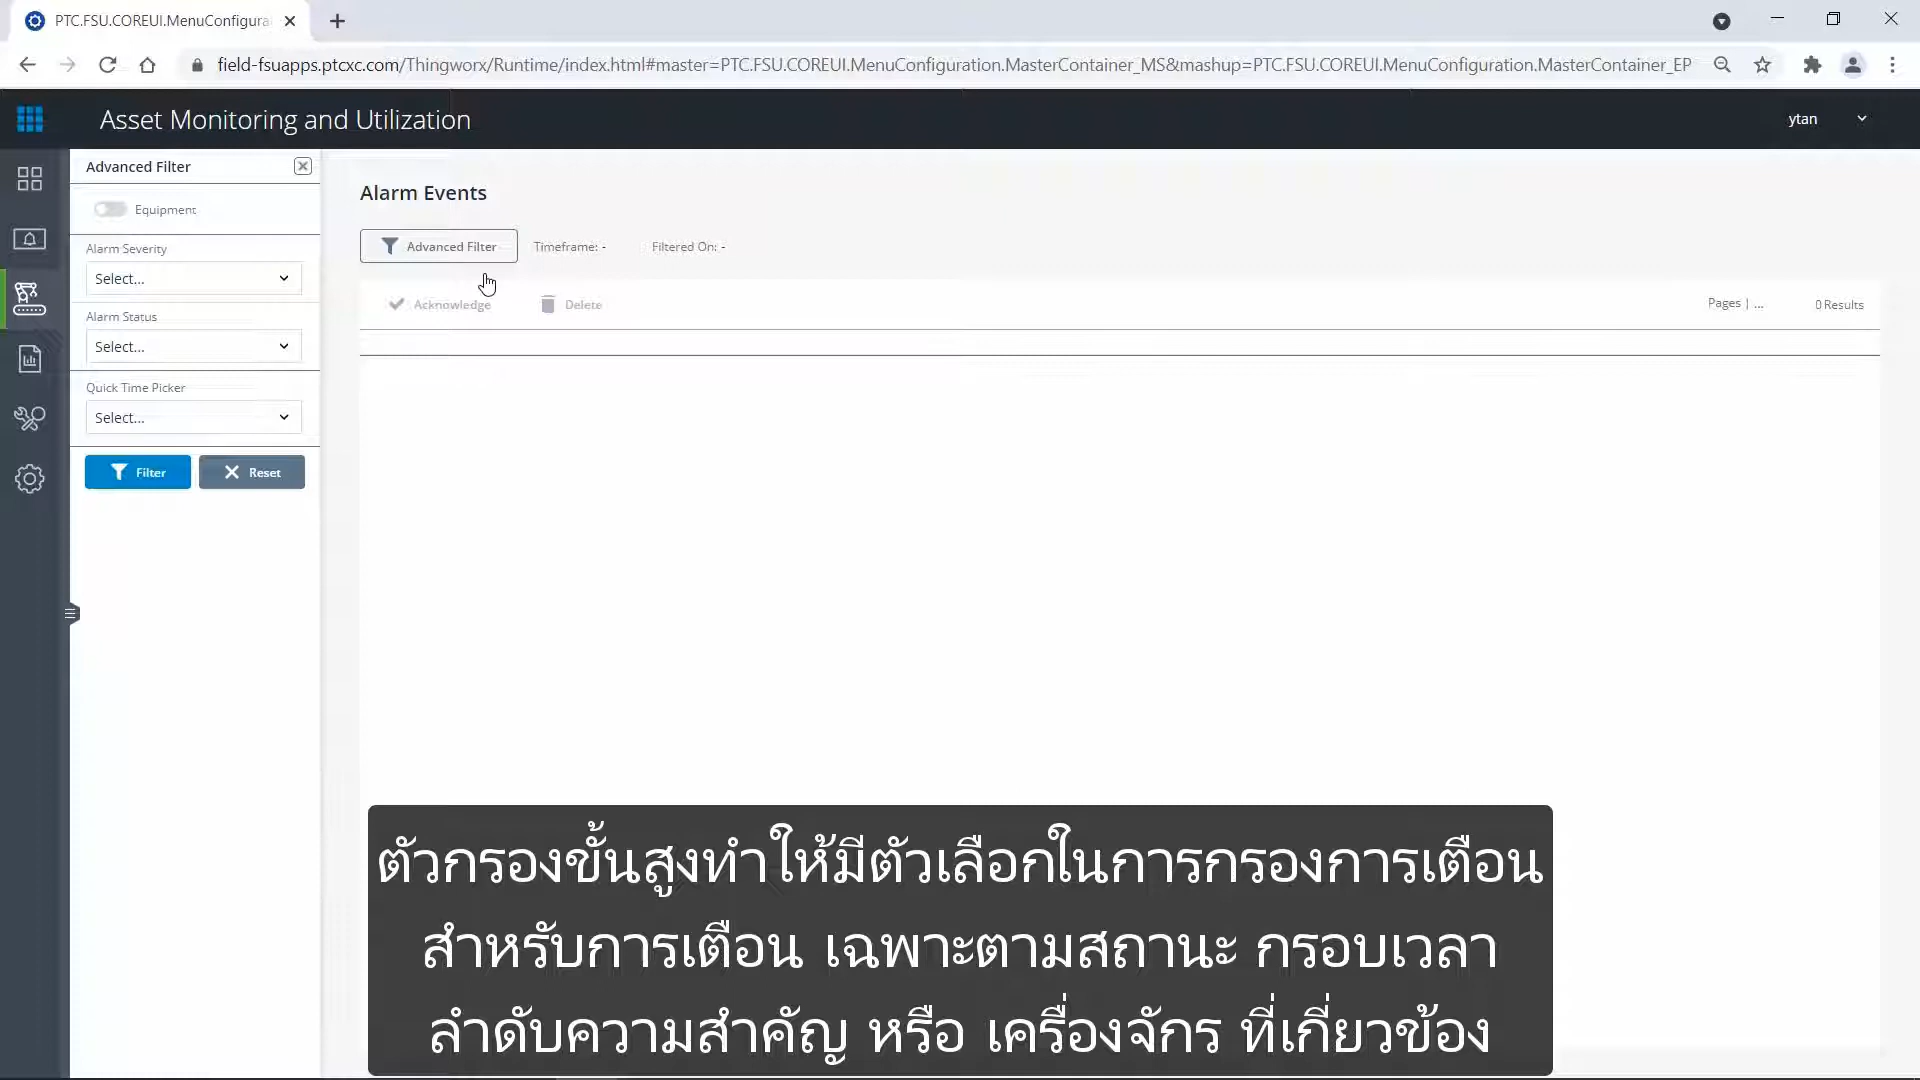 PTC.FSU.COREUI.MenuConfigura
field-fsuapps.ptcxc.com/Thingworx/Runtime/index.html#master=PTC.FSU.COREUI.MenuConfiguration.MasterContainer_MS&mashup=PTC.FSU.COREUI.MenuConfiguration.MasterContainer_EP
Asset Monitoring and Utilization
ytan
Advanced Filter
Equipment
Alarm Severity
Select...
Alarm Status
Select...
Quick Time Picker
Select...
Filter
Reset
Alarm Events
Advanced Filter
Timeframe: -
Filtered On: -
Acknowledge
Delete
Pages | ...
0 Results
ตัวกรองขั้นสูงทำให้มีตัวเลือกในการกรองการเตือน
สำหรับการเตือน เฉพาะตามสถานะ กรอบเวลา
ลำดับความสำคัญ หรือ เครื่องจักร ที่เกี่ยวข้อง